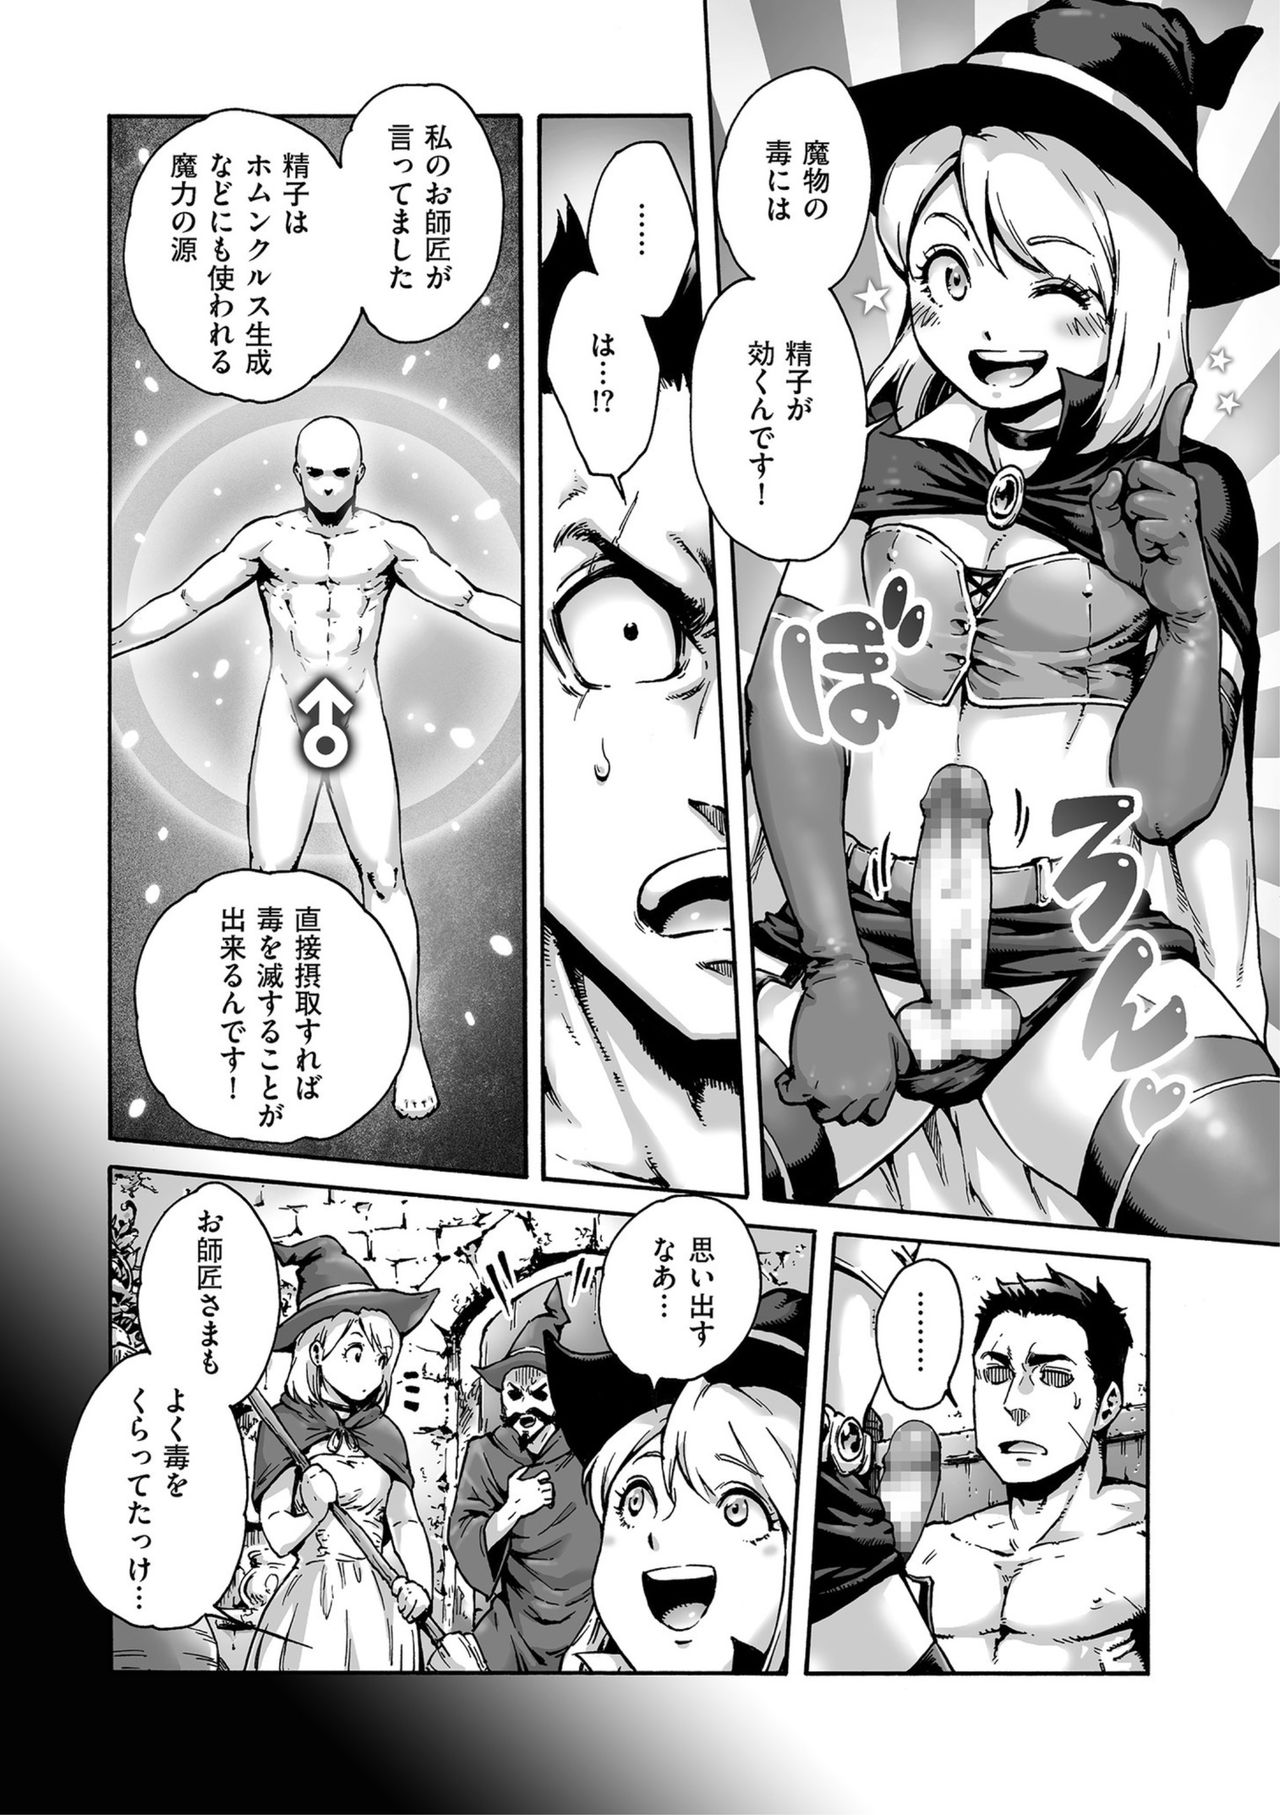 魔物の
毒には
精子が
効くんです！
ぼ
ろん
……
は…!?
私のお師匠が
言ってました
精子は
ホムンクルス生成
などにも使われる
魔力の源
直接摂取すれば
毒を滅することが
出来るんです！
………
思い出す
なあ…
お師匠さまも
よく毒を
くらってたっけ…